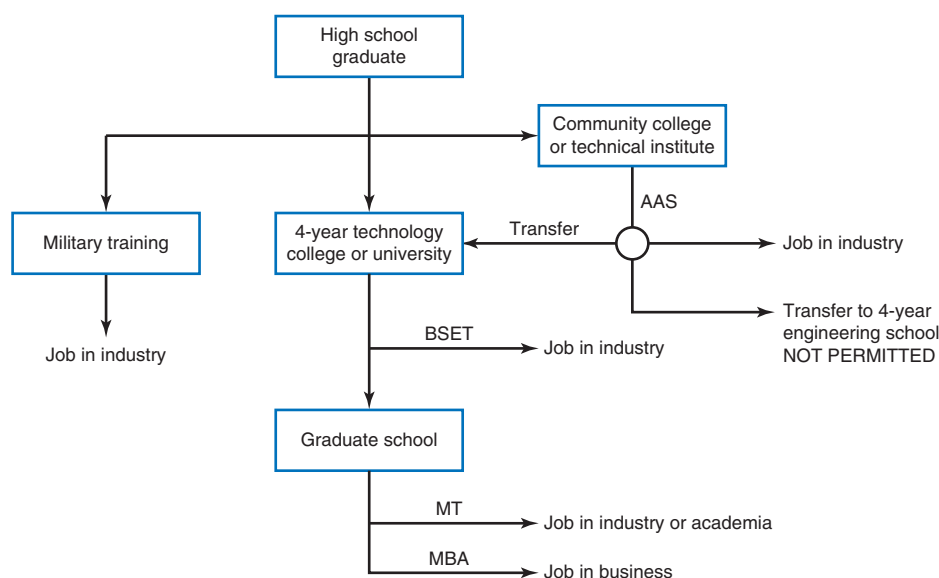 High school
graduate
Community college
or technical institute
AAS
Military training
4-year technology
college or university
Transfer
Job in industry
Transfer to 4-year
engineering school
NOT PERMITTED
Job in industry
BSET
Job in industry
Graduate school
MT
Job in industry or academia
MBA
Job in business